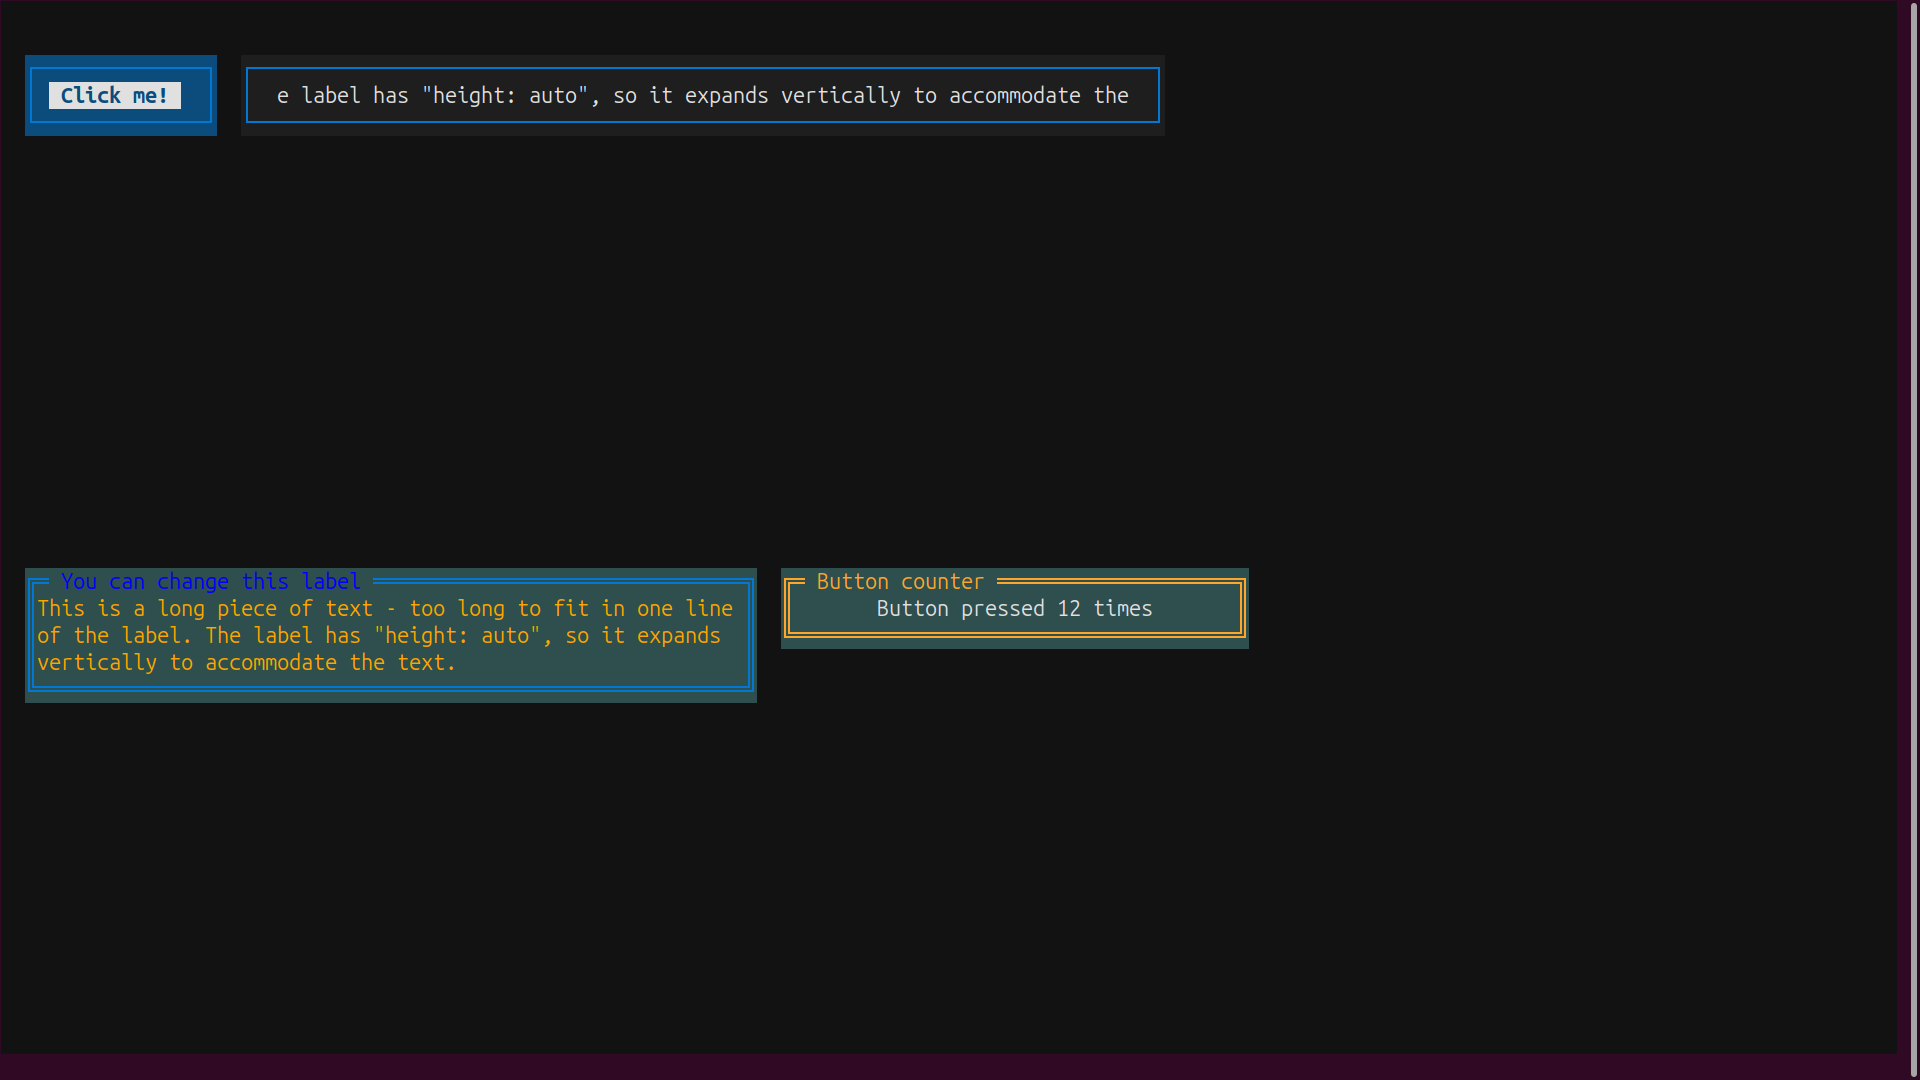 Click me!
e label has "height: auto", so it expands vertically to accommodate the
You can change this label
This is a long piece of text - too long to fit in one line
of the label. The label has "height: auto", so it expands
vertically to accommodate the text.
Button counter
Button pressed 12 times